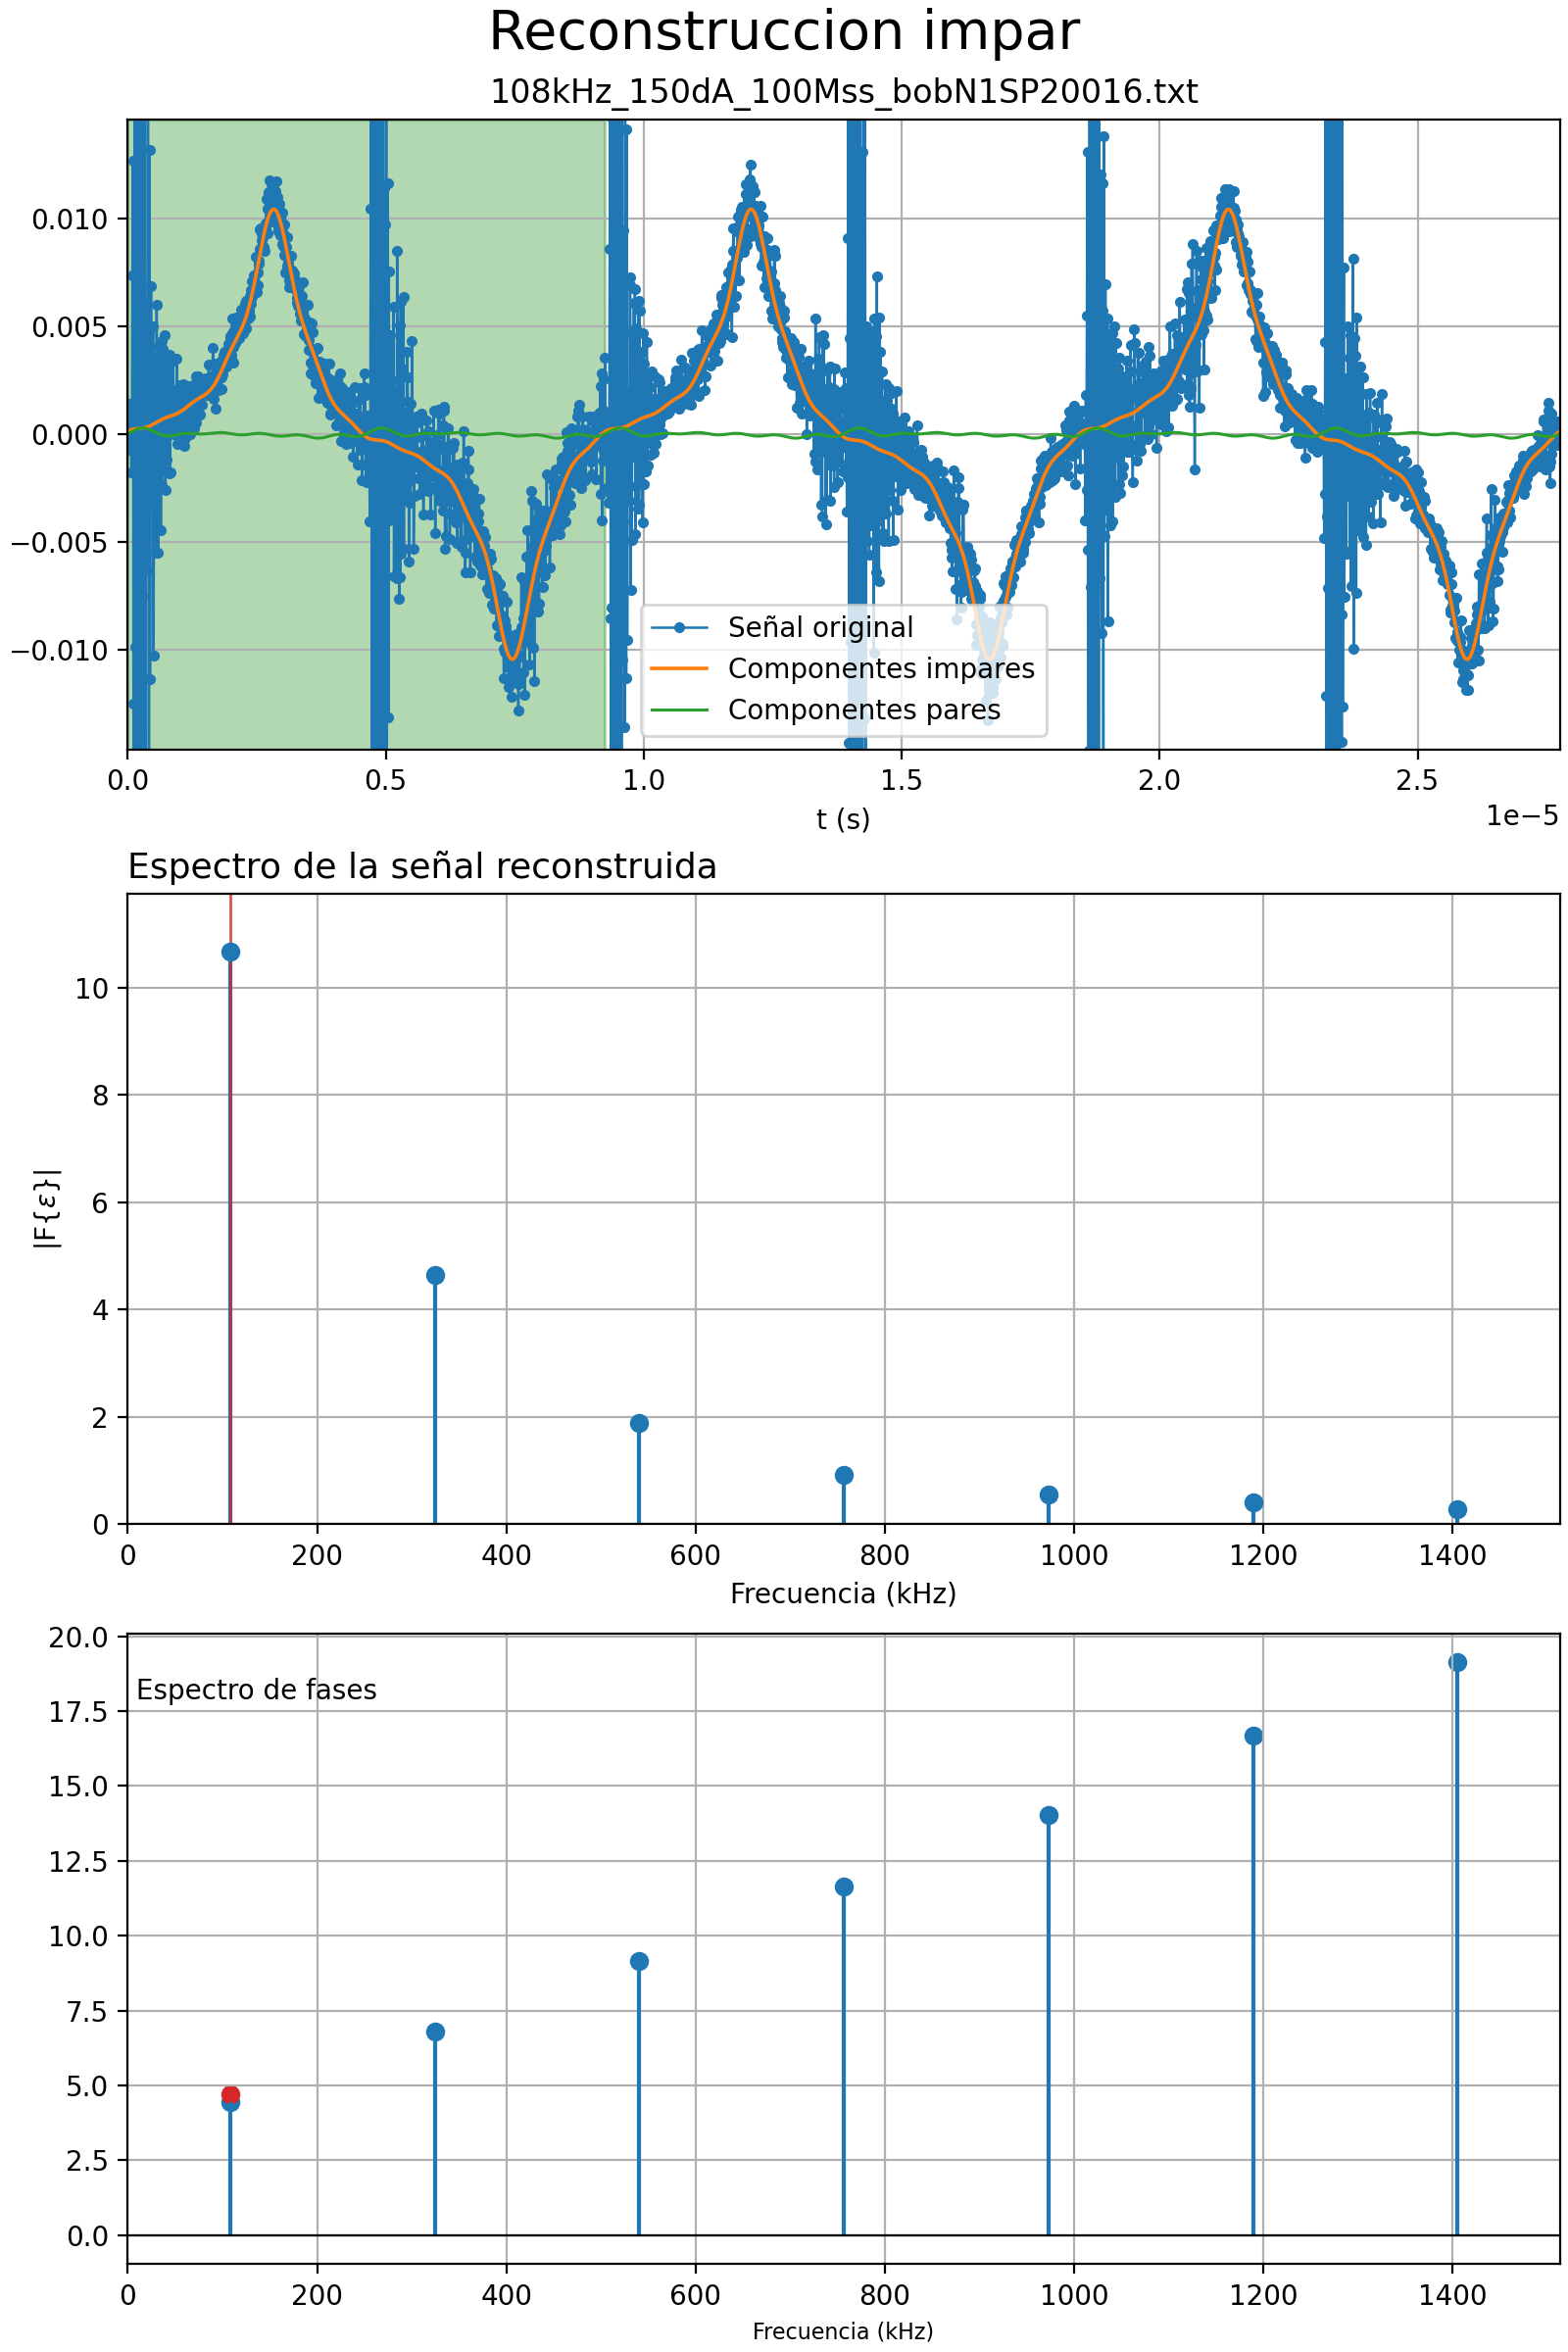 Reconstruccion impar
108kHz_150dA_100Mss_bobN1SP20016.txt
0.010
0.005
0.000
−0.005
−0.010
Señal original
Componentes impares
Componentes pares
0.0 0.5 1.0 1.5 2.0 2.5
1e−5
t (s)
Espectro de la señal reconstruida
10
8
6
4
2
0
|F{ε}|
0 200 400 600 800 1000 1200 1400
Frecuencia (kHz)
20.0
Espectro de fases
17.5
15.0
12.5
10.0
7.5
5.0
2.5
0.0
0 200 400 600 800 1000 1200 1400
Frecuencia (kHz)